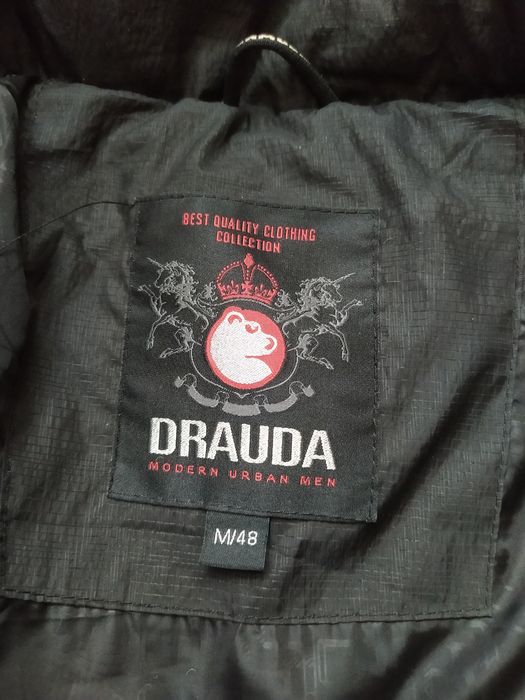 BEST QUALITY CLOTHING
COLLECTION
DRAUDA
MODERN URBAN MEN
M/48